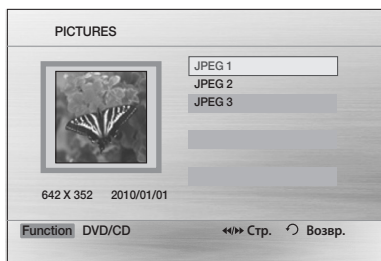 PICTURES
JPEG 1
JPEG 2
JPEG 3
642 X 352 2010/01/01
Function DVD/CD Стр. Возвр.